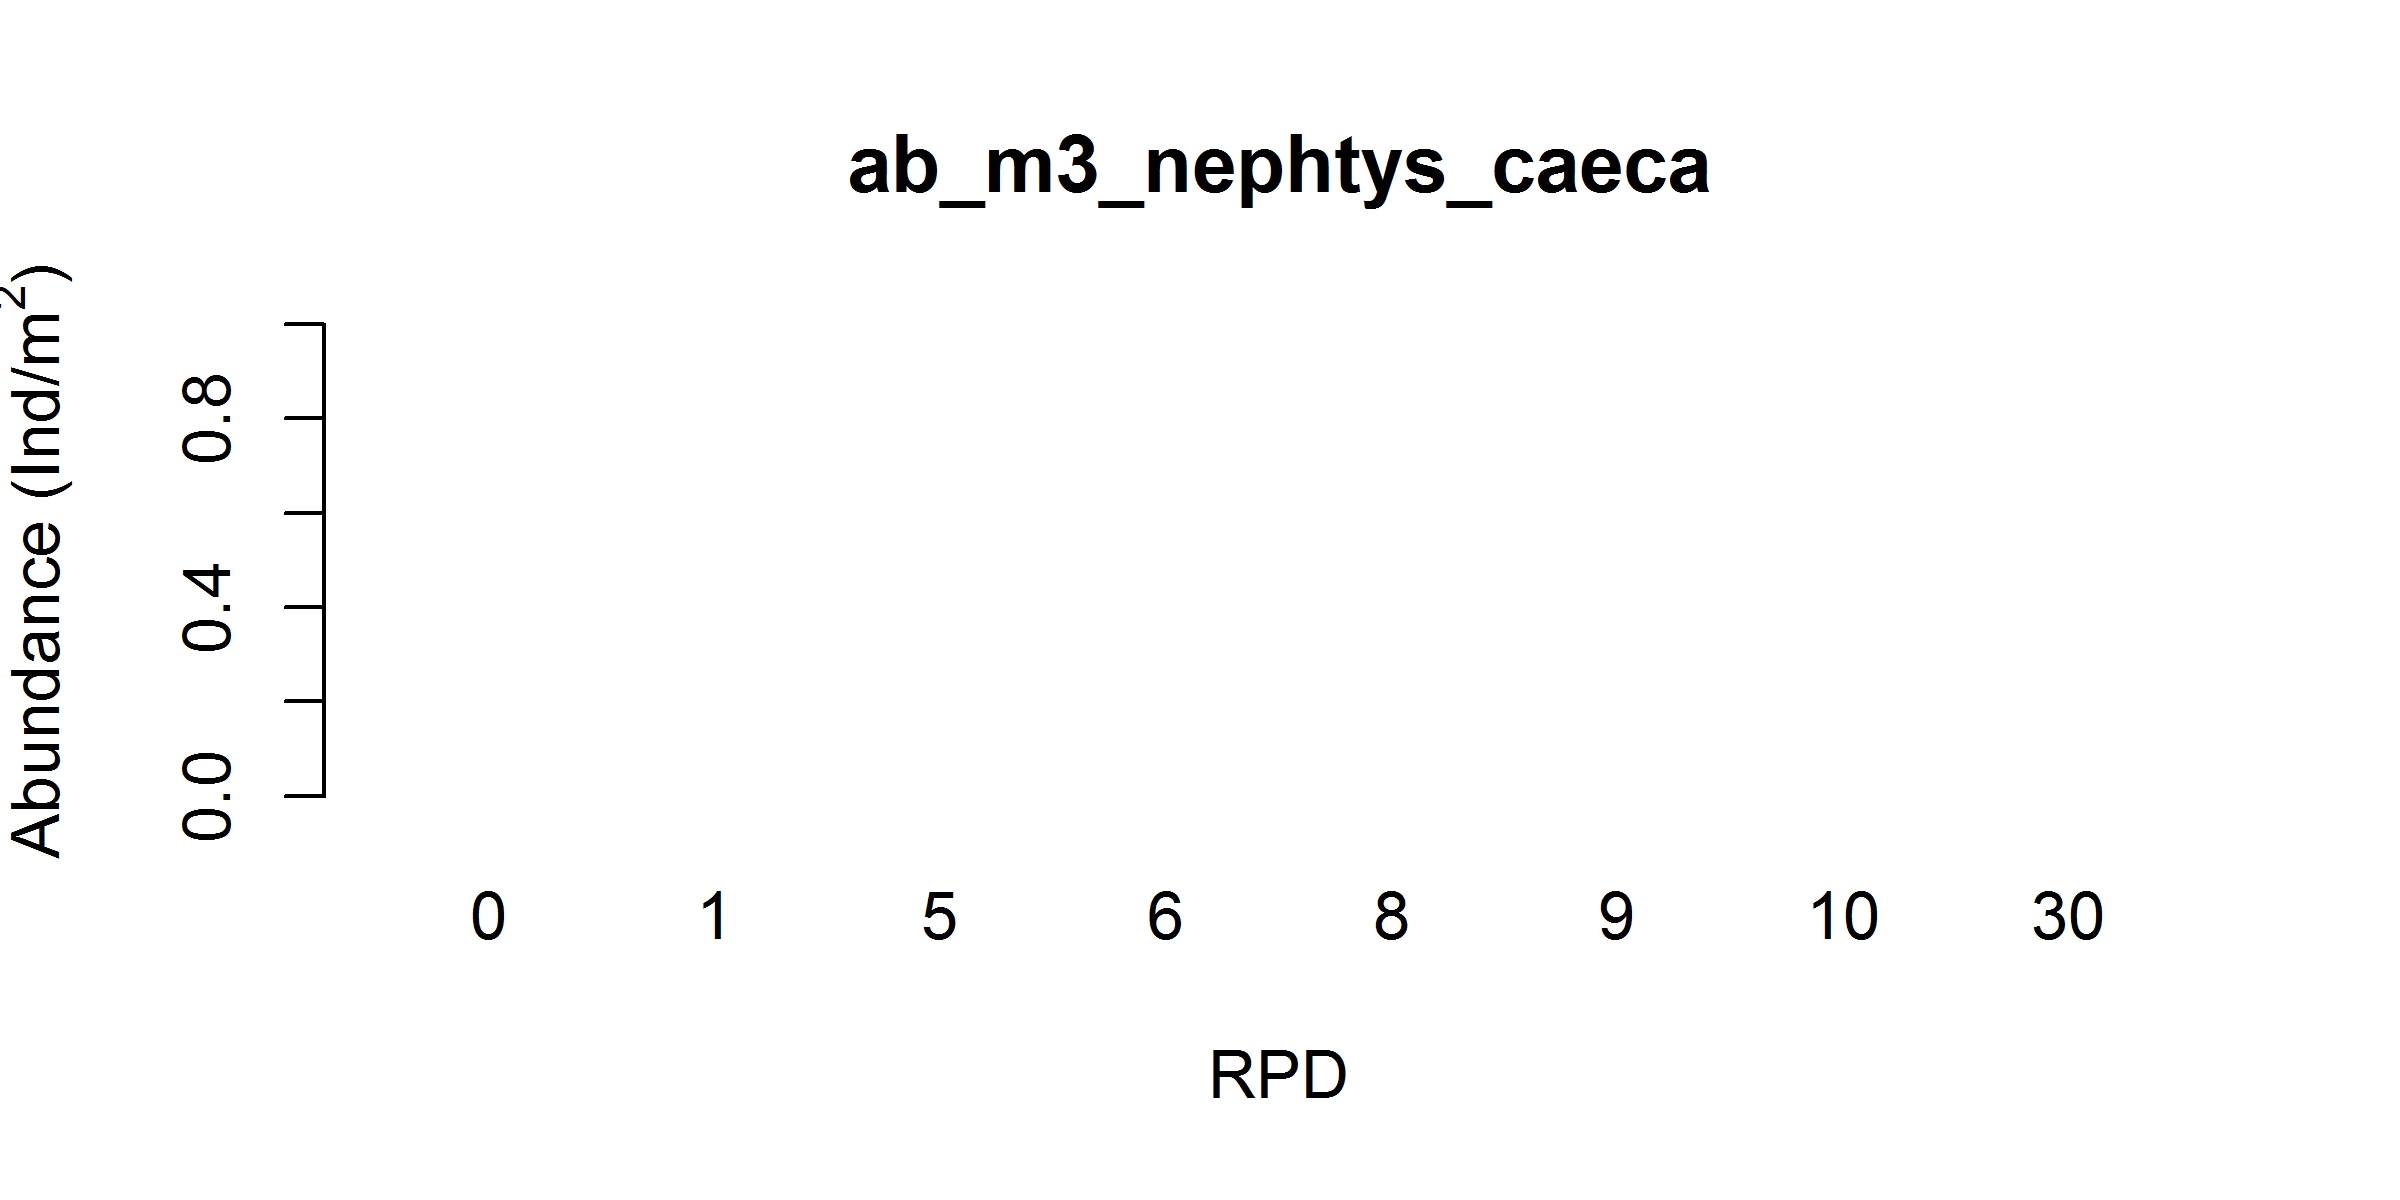 ab_m3_nephtys_caeca
Abundance (Ind/m²)
0.8
0.4
0.0
0 1 5 6 8 9 10 30
RPD